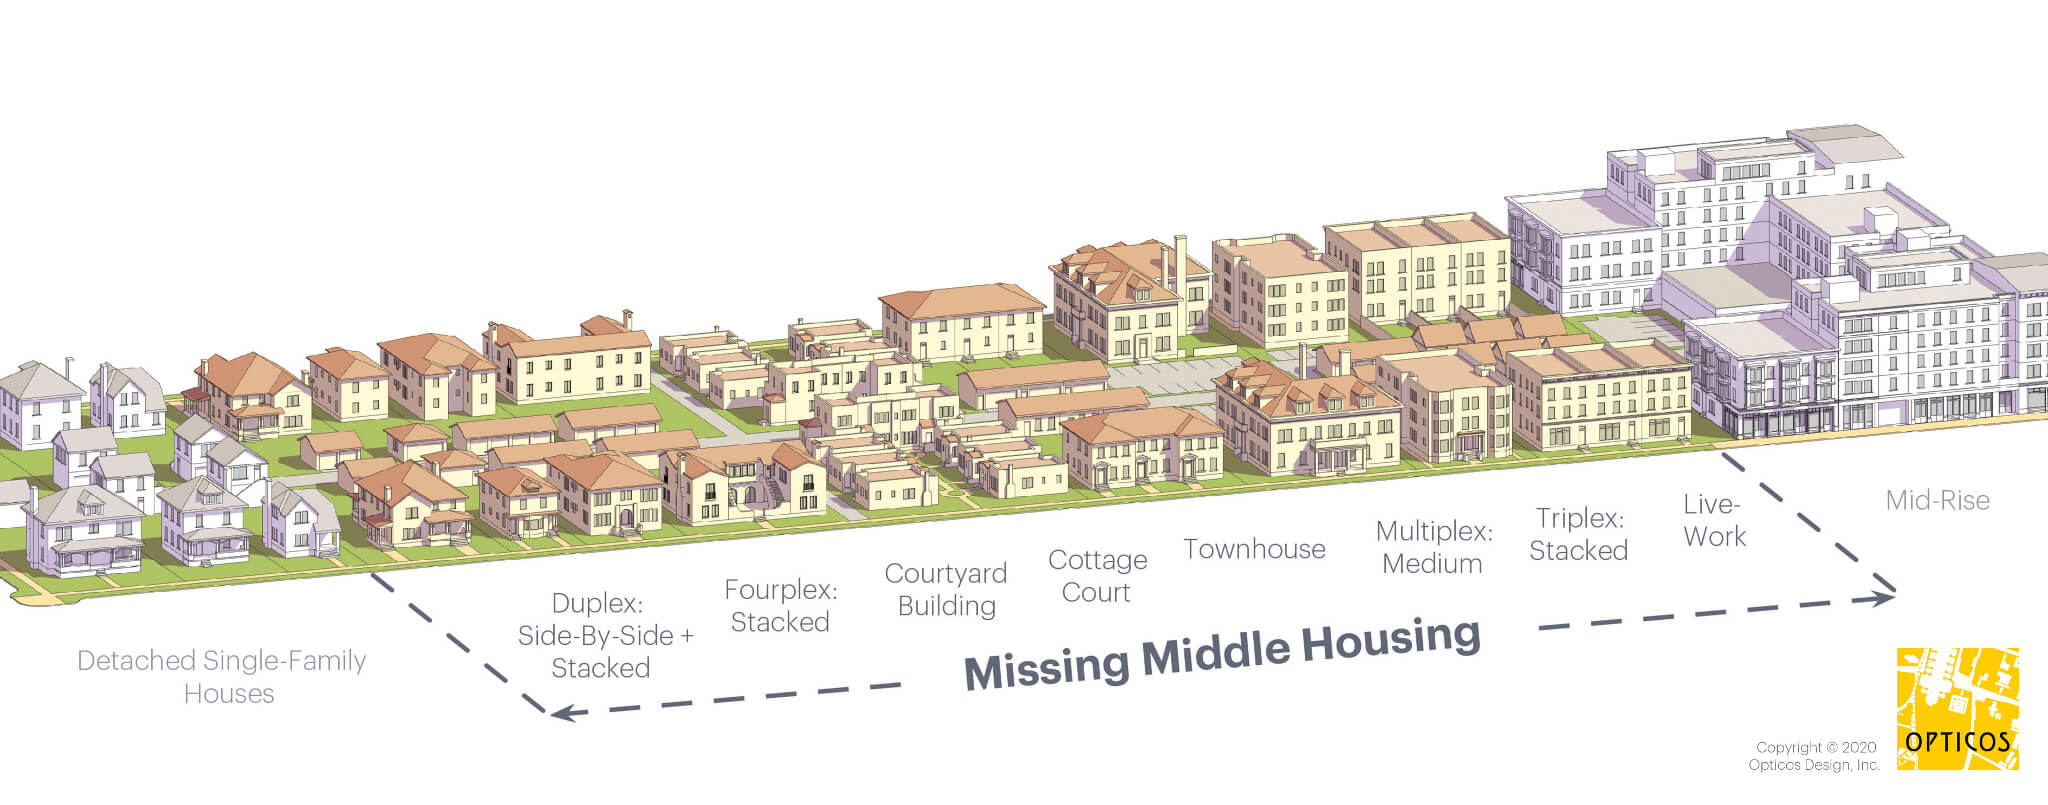 Detached Single-Family
Houses
Duplex:
Side-By-Side +
Stacked
Fourplex:
Stacked
Courtyard
Building
Cottage
Court
Townhouse
Multiplex:
Medium
Triplex:
Stacked
Live-
Work
Mid-Rise
Missing Middle Housing
Copyright © 2020
Opticos Design, Inc.
OPTICOS